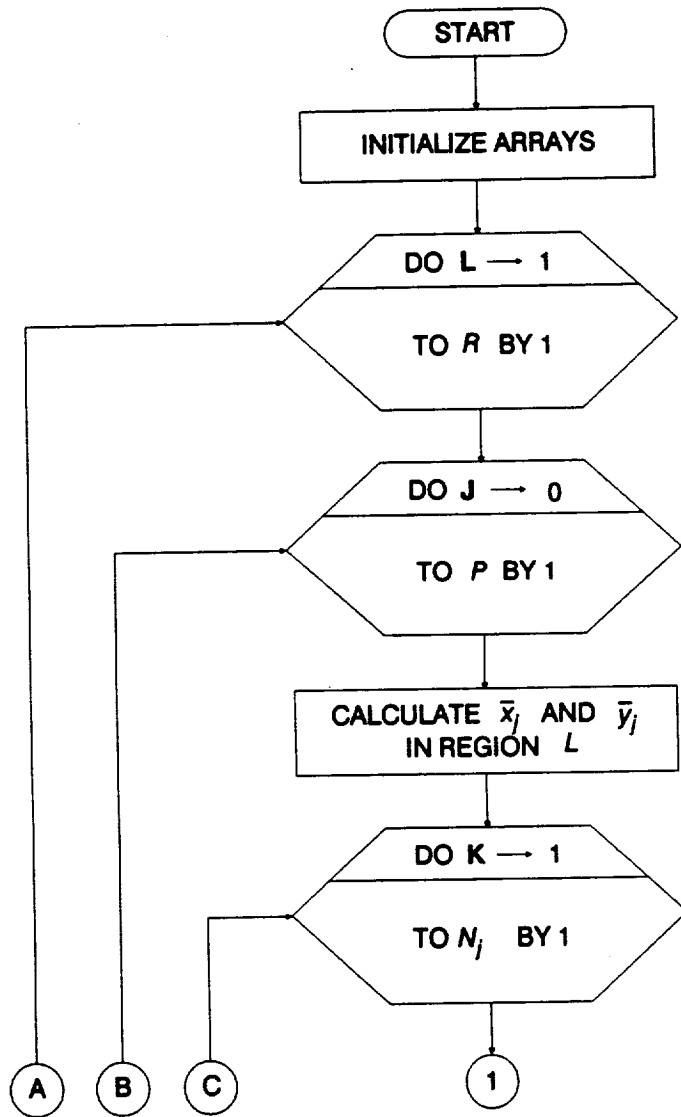 START
INITIALIZE ARRAYS
DO L → 1
TO R BY 1
DO J → 0
TO P BY 1
CALCULATE x̄j AND ȳj
IN REGION L
DO K → 1
TO Nj BY 1
A B C 1